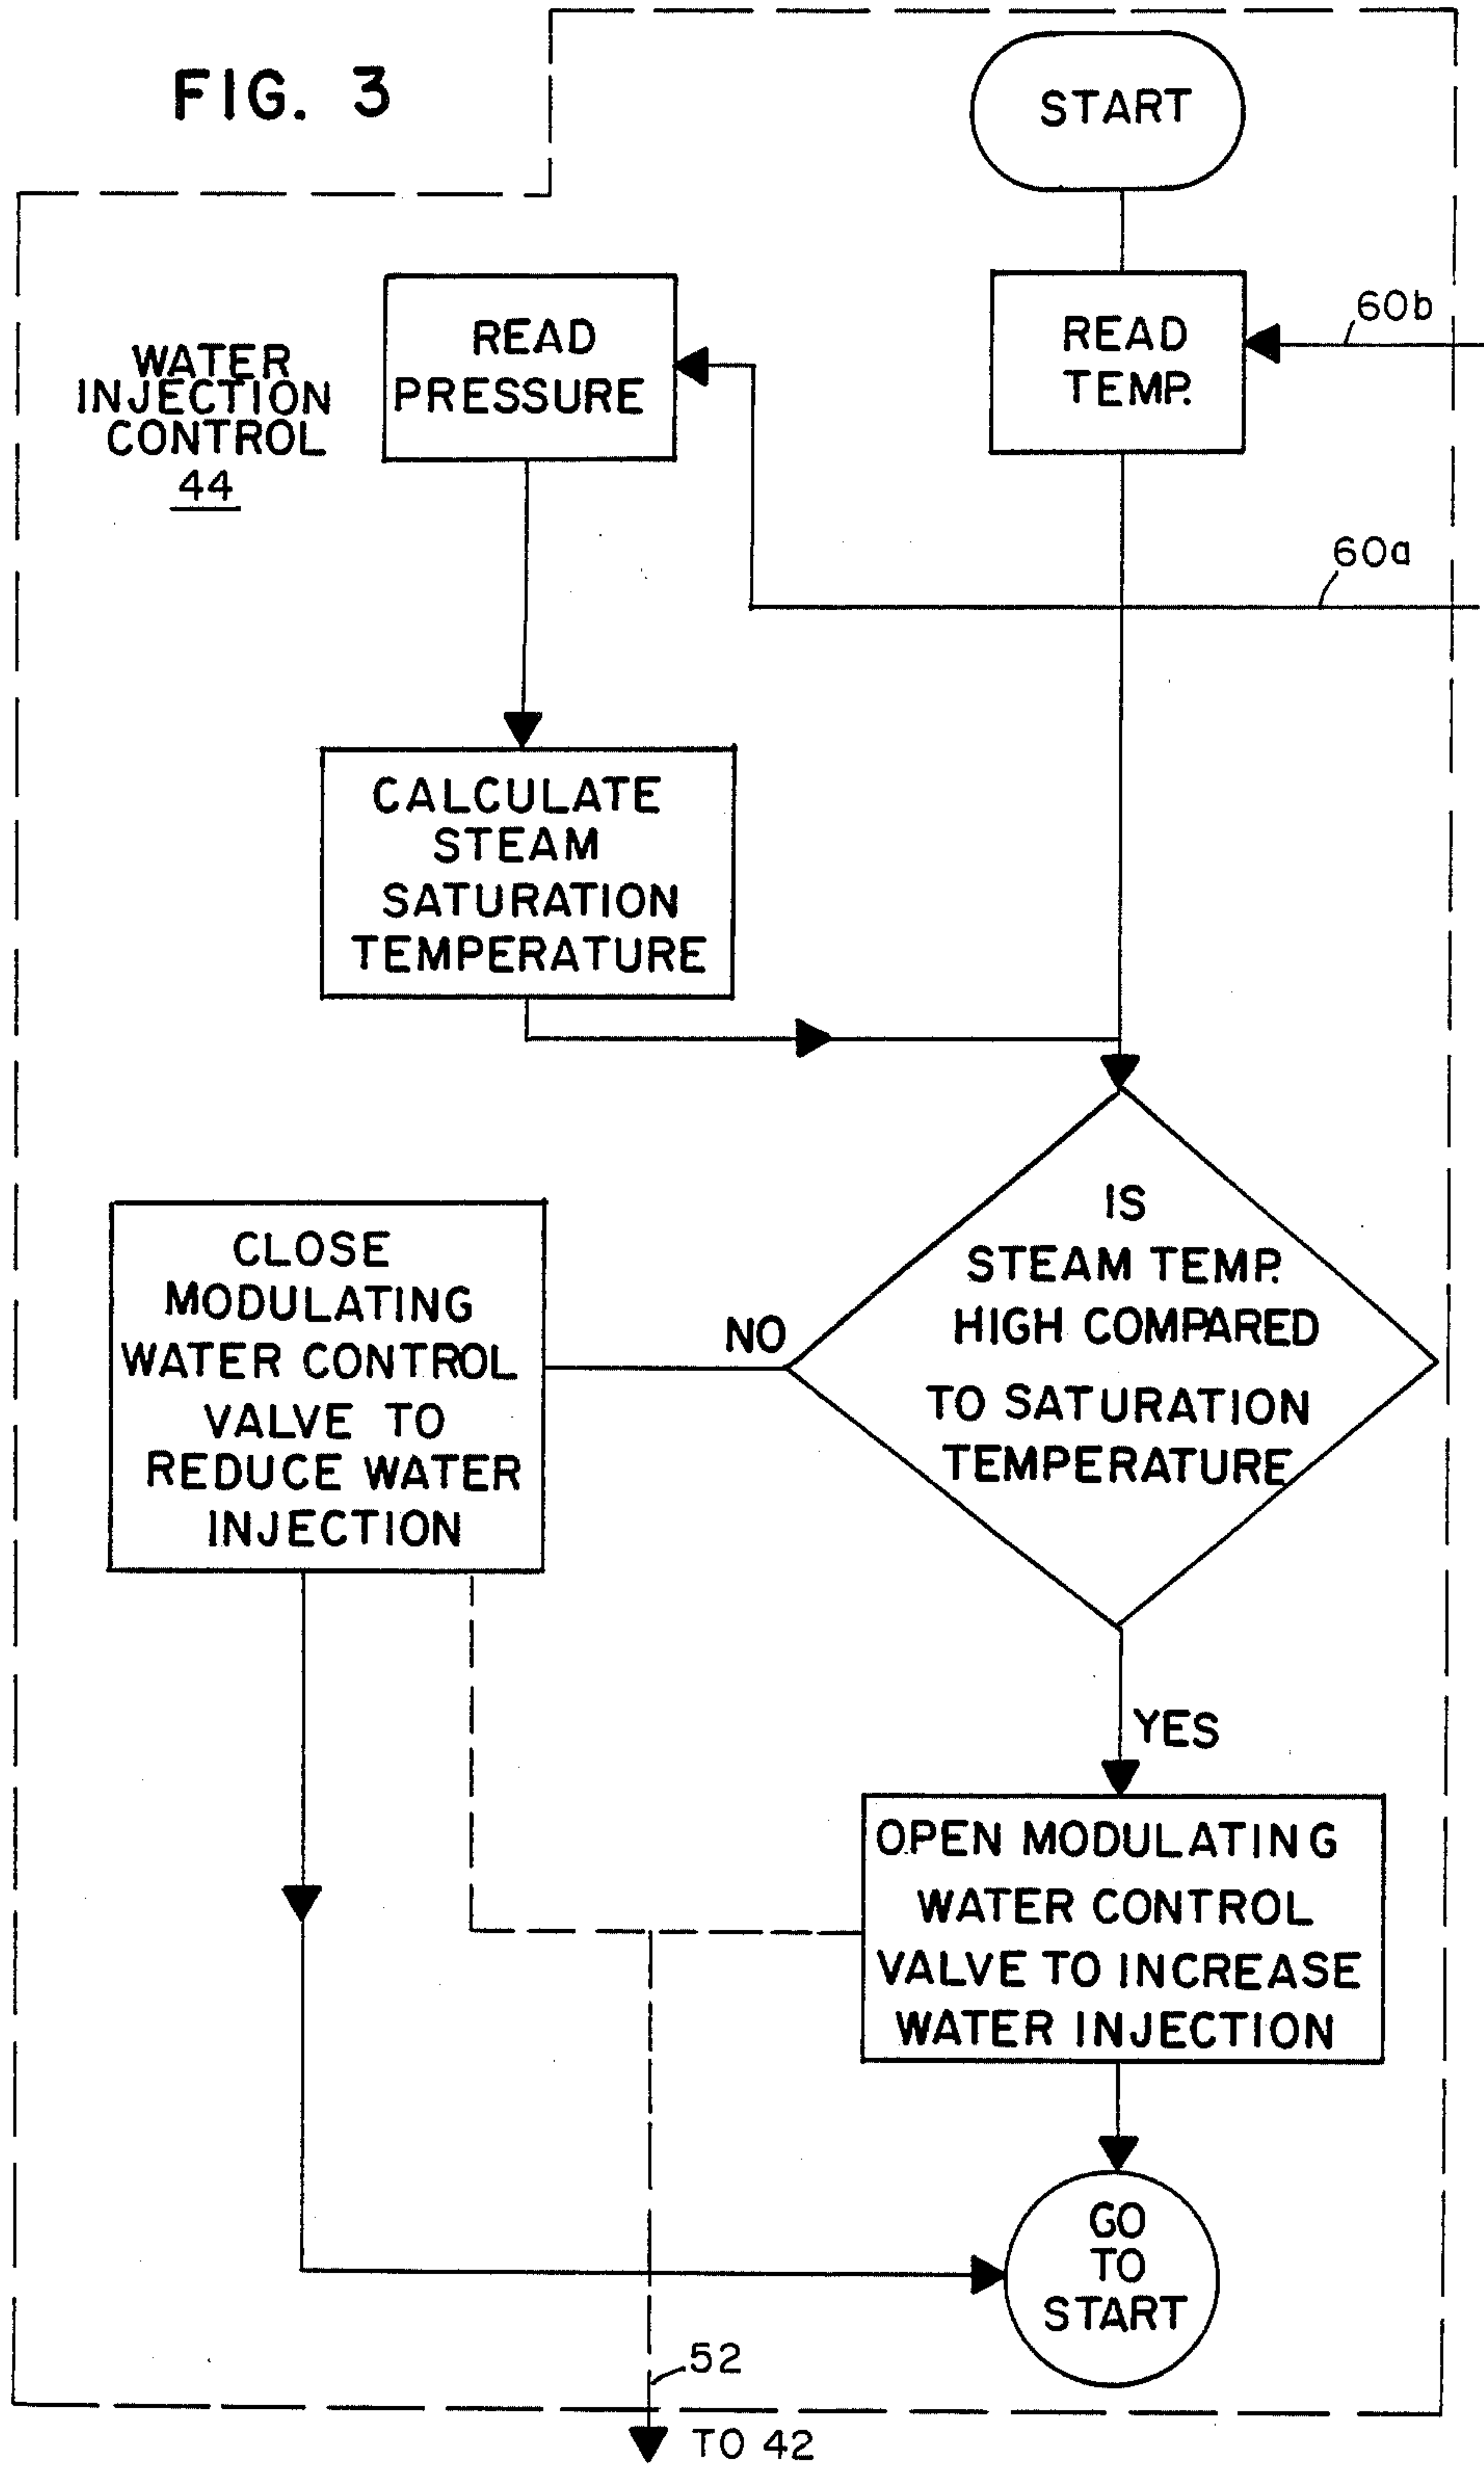 FIG. 3
START
READ
TEMP.
60b
READ
PRESSURE
WATER
INJECTION
CONTROL
44
60a
CALCULATE
STEAM
SATURATION
TEMPERATURE
IS
STEAM TEMP.
HIGH COMPARED
TO SATURATION
TEMPERATURE
NO
CLOSE
MODULATING
WATER CONTROL
VALVE TO
REDUCE WATER
INJECTION
YES
OPEN MODULATING
WATER CONTROL
VALVE TO INCREASE
WATER INJECTION
GO
TO
START
52
TO 42